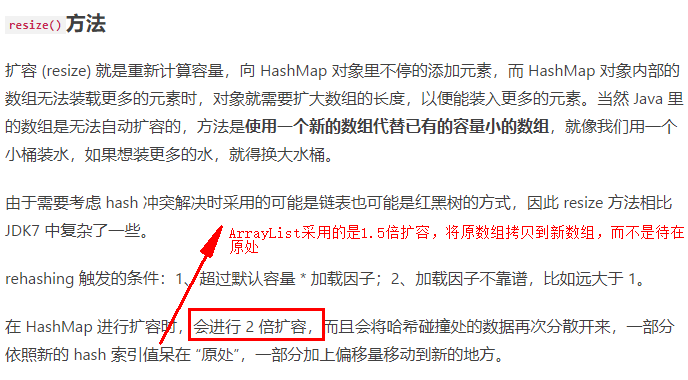 resize()方法
扩容 (resize) 就是重新计算容量，向 HashMap 对象里不停的添加元素，而 HashMap 对象内部的
数组无法装载更多的元素时，对象就需要扩大数组的长度，以便能装入更多的元素。当然 Java 里
的数组是无法自动扩容的，方法是使用一个新的数组代替已有的容量小的数组，就像我们用一个
小桶装水，如果想装更多的水，就得换大水桶。
由于需要考虑 hash 冲突解决时采用的可能是链表也可能是红黑树的方式，因此 resize 方法相比
JDK7 中复杂了一些。
ArrayList采用的是1.5倍扩容，将原数组拷贝到新数组，而不是待在
原处
rehashing 触发的条件：1、超过默认容量 * 加载因子；2、加载因子不靠谱，比如远大于 1。
在 HashMap 进行扩容时，会进行 2 倍扩容，而且会将哈希碰撞处的数据再次分散开来，一部分
依照新的 hash 索引值呆在 “原处”，一部分加上偏移量移动到新的地方。